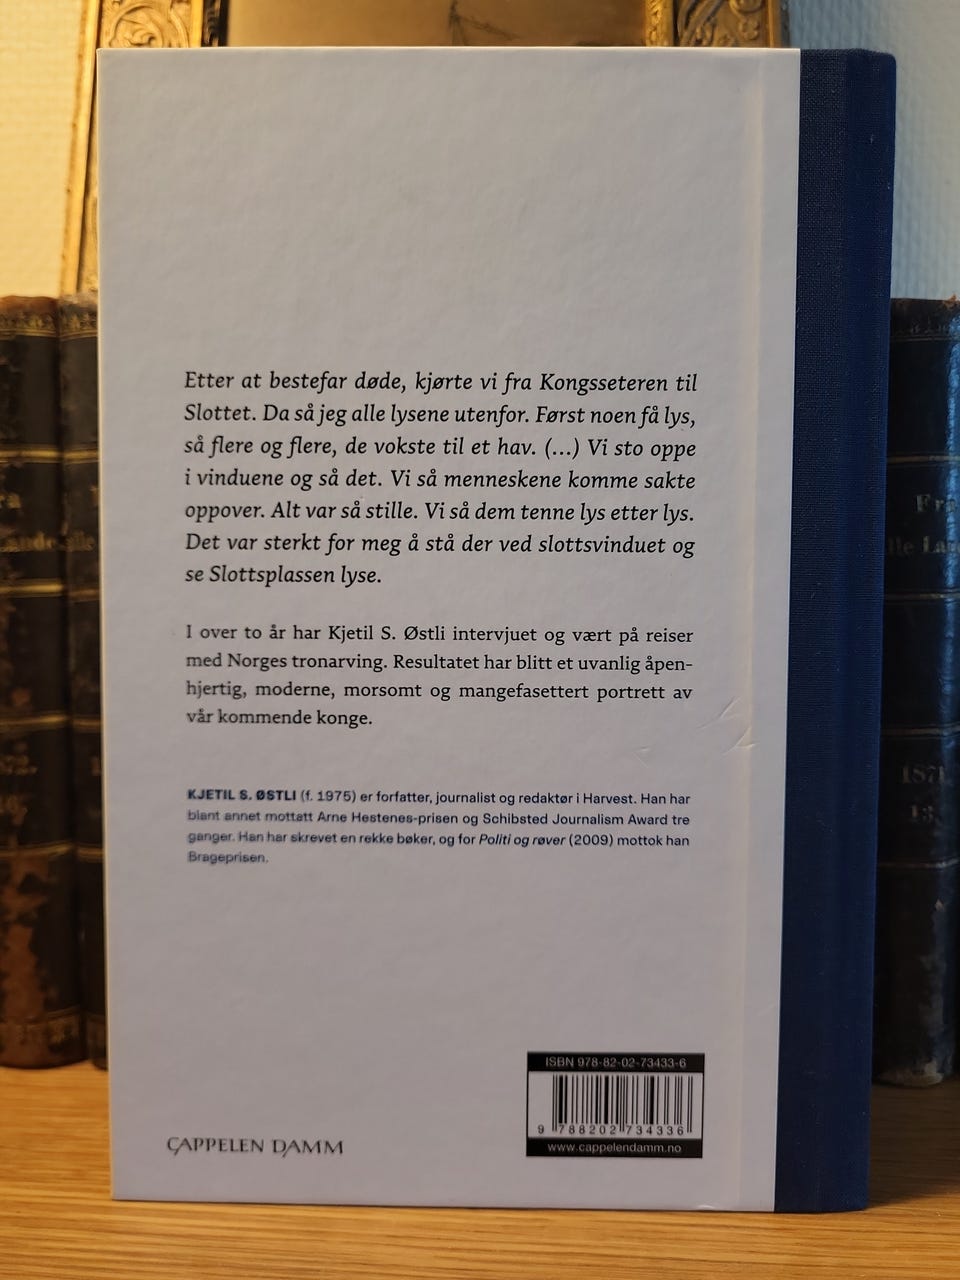 Etter at bestefar døde, kjørte vi fra Kongsseteren til
Slottet. Da så jeg alle lysene utenfor. Først noen få lys,
så flere og flere, de vokste til et hav. (...) Vi sto oppe
i vinduene og så det. Vi så menneskene komme sakte
oppover. Alt var så stille. Vi så dem tenne lys etter lys.
Det var sterkt for meg å stå der ved slottsvinduet og
se Slottsplassen lyse.
I over to år har Kjetil S. Østli intervjuet og vært på reiser
med Norges tronarving. Resultatet har blitt et uvanlig åpen-
hjertig, moderne, morsomt og mangefasettert portrett av
vår kommende konge.
KJETIL S. ØSTLI (f. 1975) er forfatter, journalist og redaktør i Harvest. Han har
blant annet mottatt Arne Hestenes-prisen og Schibsted Journalism Award tre
ganger. Han har skrevet en rekke bøker, og for Politi og røver (2009) mottok han
Brageprisen.
ISBN 978-82-02-73433-6
9 788202 734336
www.cappelendamm.no
CAPPELEN DAMM